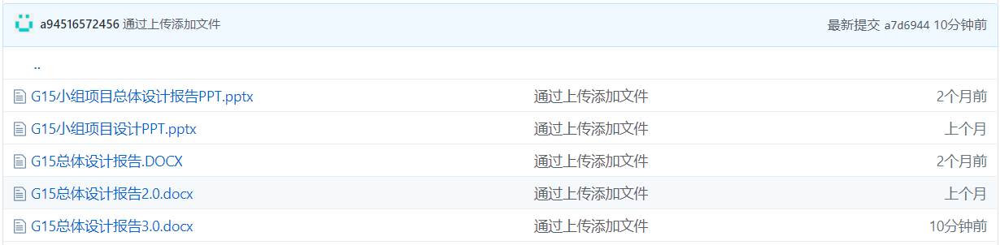 a94516572456 通过上传添加文件 最新提交 a7d6944 10分钟前
..
G15小组项目总体设计报告PPT.pptx 通过上传添加文件 2个月前
G15小组项目设计PPT.pptx 通过上传添加文件 上个月
G15总体设计报告.DOCX 通过上传添加文件 2个月前
G15总体设计报告2.0.docx 通过上传添加文件 上个月
G15总体设计报告3.0.docx 通过上传添加文件 10分钟前